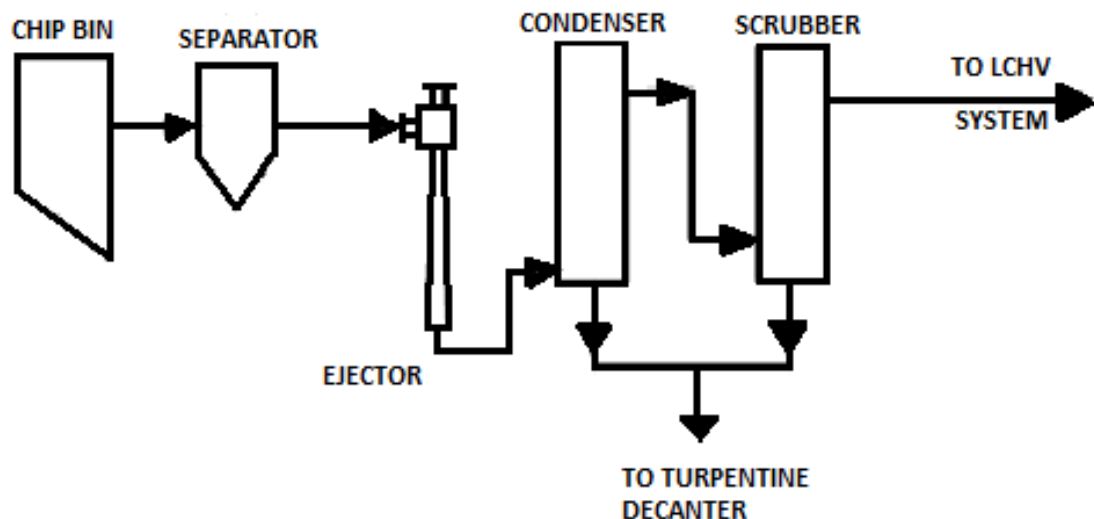 CHIP BIN
SEPARATOR
CONDENSER
SCRUBBER
TO LCHV
SYSTEM
EJECTOR
TO TURPENTINE
DECANTER